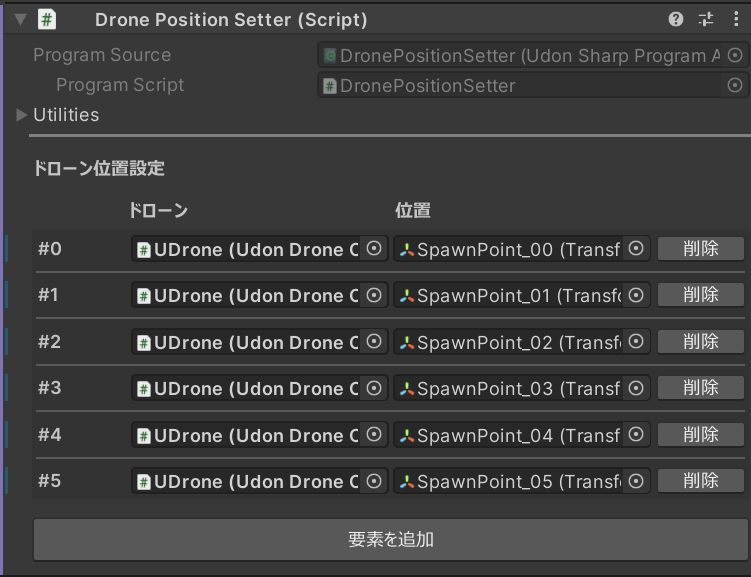 Drone Position Setter (Script)
Program Source DronePositionSetter (Udon Sharp Program A
Program Script DronePositionSetter
Utilities
ドローン位置設定
ドローン 位置
#0 UDrone (Udon Drone C SpawnPoint_00 (Transf 削除
#1 UDrone (Udon Drone C SpawnPoint_01 (Transfo 削除
#2 UDrone (Udon Drone C SpawnPoint_02 (Transf 削除
#3 UDrone (Udon Drone C SpawnPoint_03 (Transf 削除
#4 UDrone (Udon Drone C SpawnPoint_04 (Transf 削除
#5 UDrone (Udon Drone C SpawnPoint_05 (Transf 削除
要素を追加